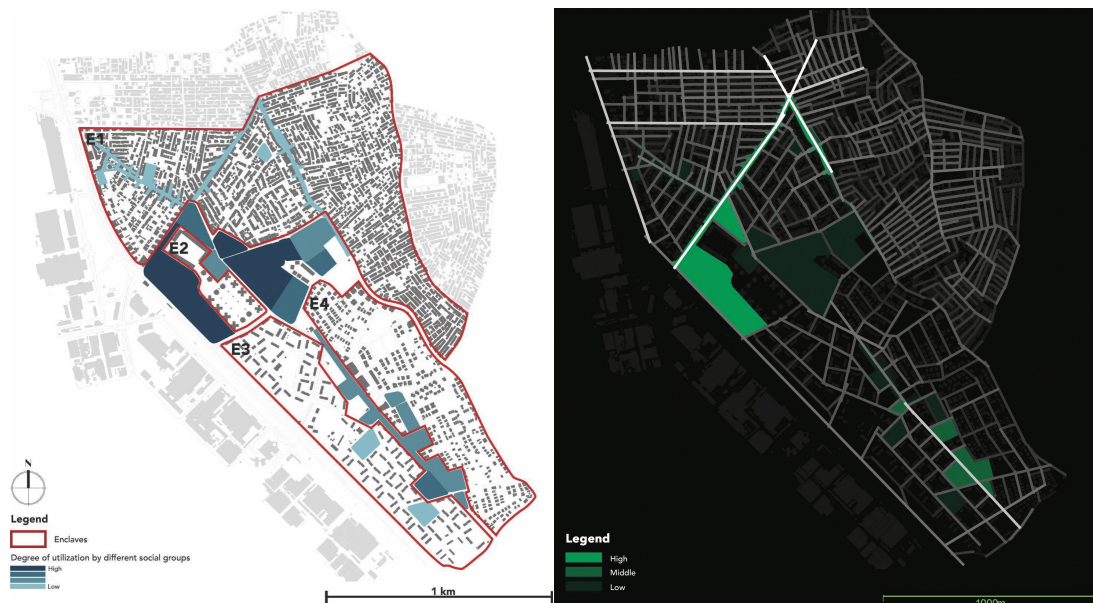 E1
E2
E4
E3
N
Legend
Enclaves
Degree of utilization by different social groups
High
Low
1 km
Legend
High
Middle
Low
1000m